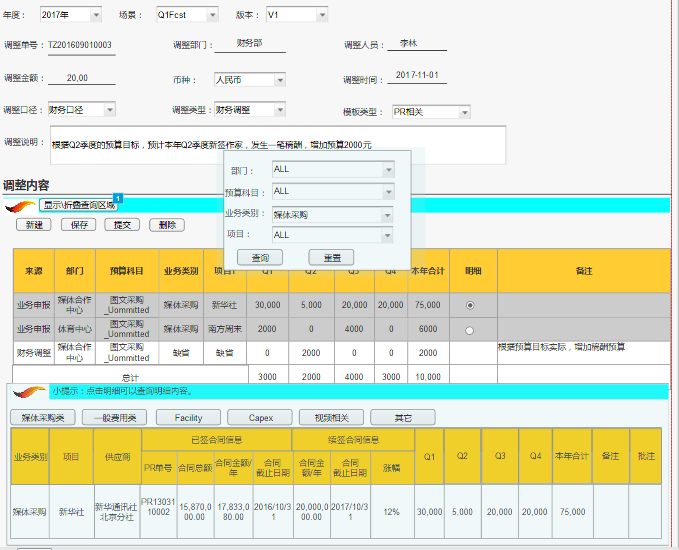 年度： 2017年 场景： Q1Fcst 版本： V1
调整单号： TZ201609010003 调整部门： 财务部 调整人员： 李林
调整金额： 20,00 币种： 人民币 调整时间： 2017-11-01
调整口径： 财务口径 调整类型： 财务调整 模板类型： PR相关
调整说明： 根据Q2季度的预算目标，预计本年Q2季度新签作家，发生一笔稿酬，增加预算2000元
部门： ALL
预算科目： ALL
业务类别： 媒体采购
项目： ALL
查询 重置
调整内容
显示\折叠查询区域 1
新建 保存 提交 删除
来源 部门 预算科目 业务类别 项目1 Q1 Q2 Q3 Q4 本年合计 明细 备注
业务申报 媒体合作中心 图文采购_Uommitted 媒体采购 新华社 30,000 5,000 20,000 20,000 75,000
业务申报 体育中心 图文采购_Uommitted 媒体采购 南方周末 2000 0 4000 0 6000
财务调整 媒体合作中心 图文采购_Uommitted 缺省 缺省 0 2000 0 0 2000 根据预算目标实际，增加稿酬预算
总计 3000 2000 4000 3000 10,000
小提示：点击明细可以查询明细内容。
媒体采购类 一般费用类 Facility Capex 视频相关 其它
业务类别 项目 供应商 已签合同信息 续签合同信息 Q1 Q2 Q3 Q4 本年合计 备注 批注
PR单号 合同总额 合同金额/年 合同截止日期 合同金额/年 合同截止日期 涨幅
媒体采购 新华社 新华通讯社北京分社 PR1303110002 15,870,000.00 17,833,080.00 2016/10/31 20,000,000.00 2017/10/31 12% 30,000 5,000 20,000 20,000 75,000